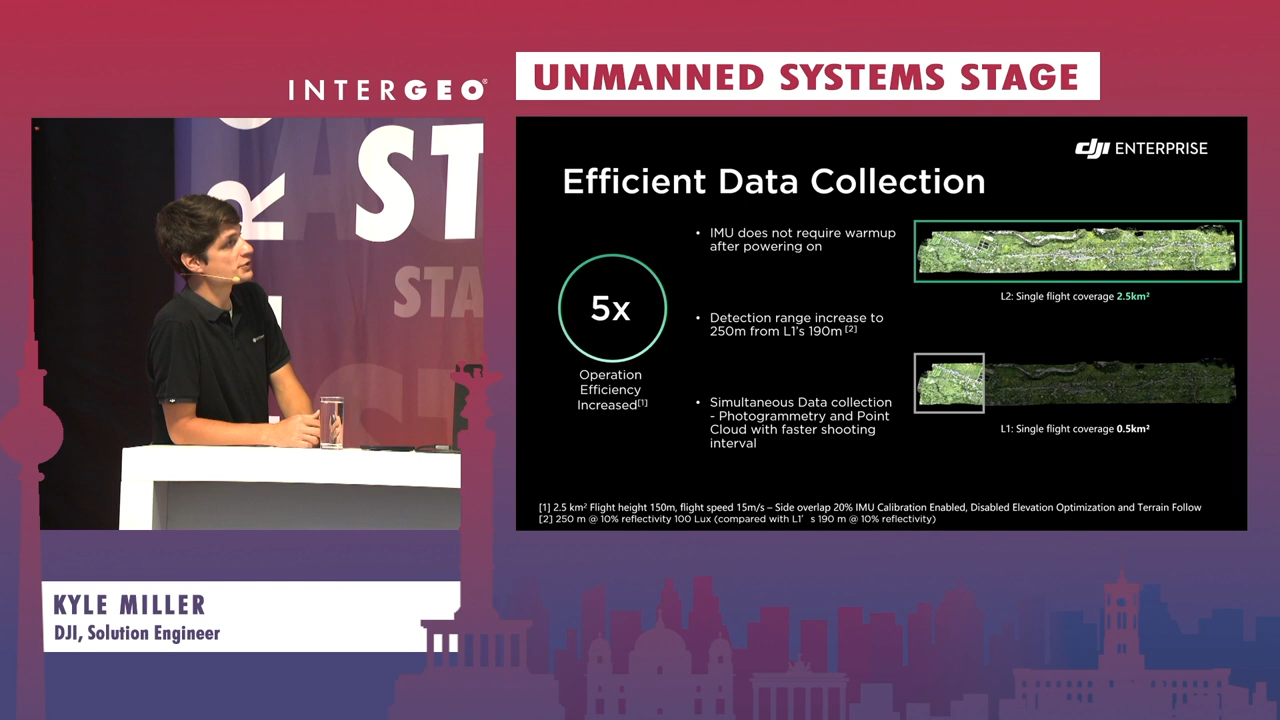 INTERGEO®
UNMANNED SYSTEMS STAGE
ST
STA
ST
dji ENTERPRISE
Efficient Data Collection
5x
Operation
Efficiency
Increased[1]
• IMU does not require warmup
after powering on
• Detection range increase to
250m from L1's 190m [2]
• Simultaneous Data collection
- Photogrammetry and Point
Cloud with faster shooting
interval
L2: Single flight coverage 2.5km²
L1: Single flight coverage 0.5km²
[1] 2.5 km² Flight height 150m, flight speed 15m/s – Side overlap 20% IMU Calibration Enabled, Disabled Elevation Optimization and Terrain Follow
[2] 250 m @ 10% reflectivity 100 Lux (compared with L1' s 190 m @ 10% reflectivity)
KYLE MILLER
DJI, Solution Engineer